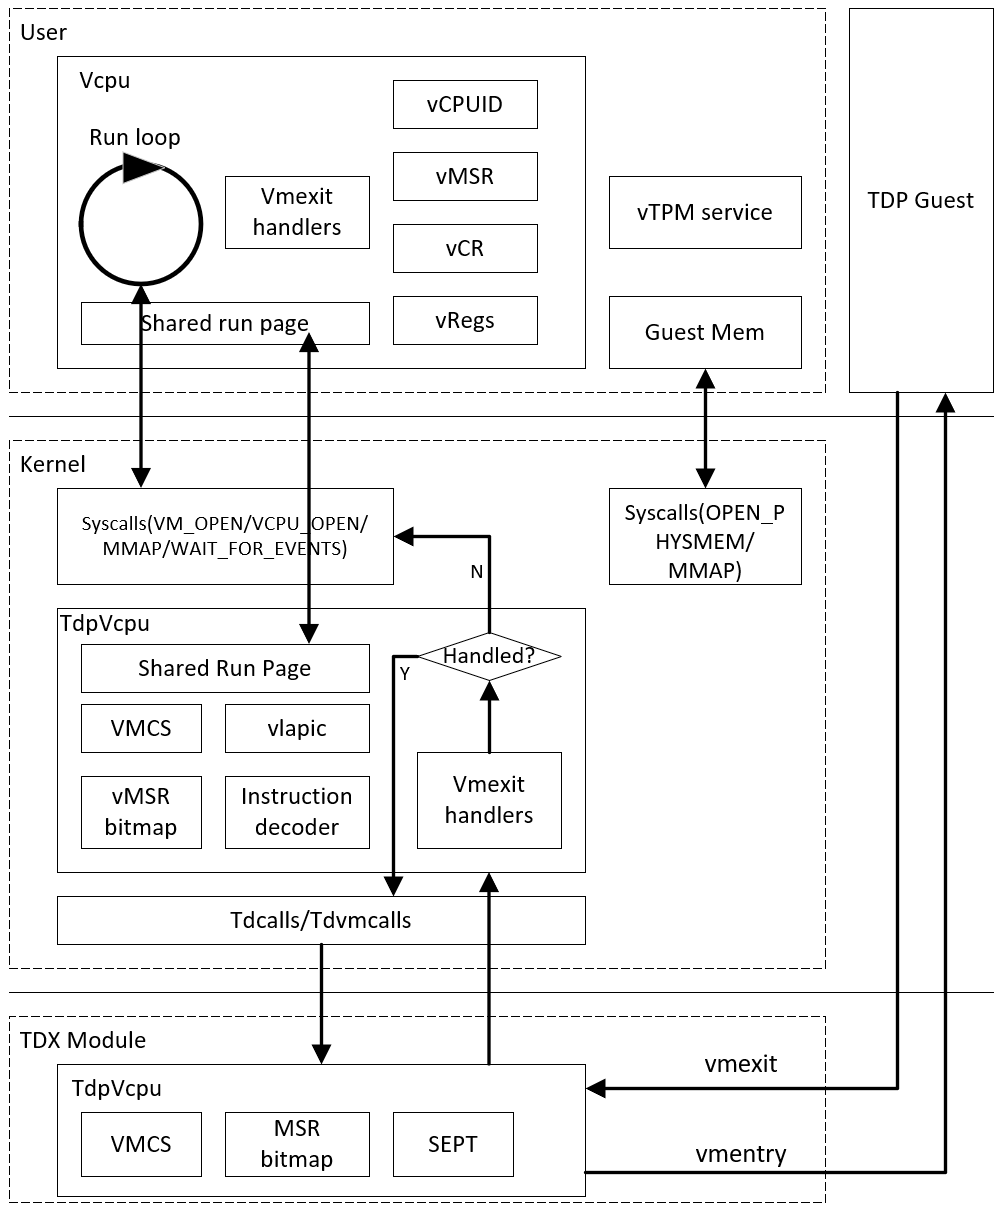 User
Vcpu
Run loop
Vmexit
handlers
vCPUID
vMSR
vCR
vRegs
Shared run page
vTPM service
Guest Mem
TDP Guest
Kernel
Syscalls(VM_OPEN/VCPU_OPEN/
MMAP/WAIT_FOR_EVENTS)
Syscalls(OPEN_P
HYSMEM/
MMAP)
N
TdpVcpu
Handled?
Y
Shared Run Page
VMCS
vlapic
vMSR
bitmap
Instruction
decoder
Vmexit
handlers
Tdcalls/Tdvmcalls
TDX Module
TdpVcpu
VMCS
MSR
bitmap
SEPT
vmexit
vmentry